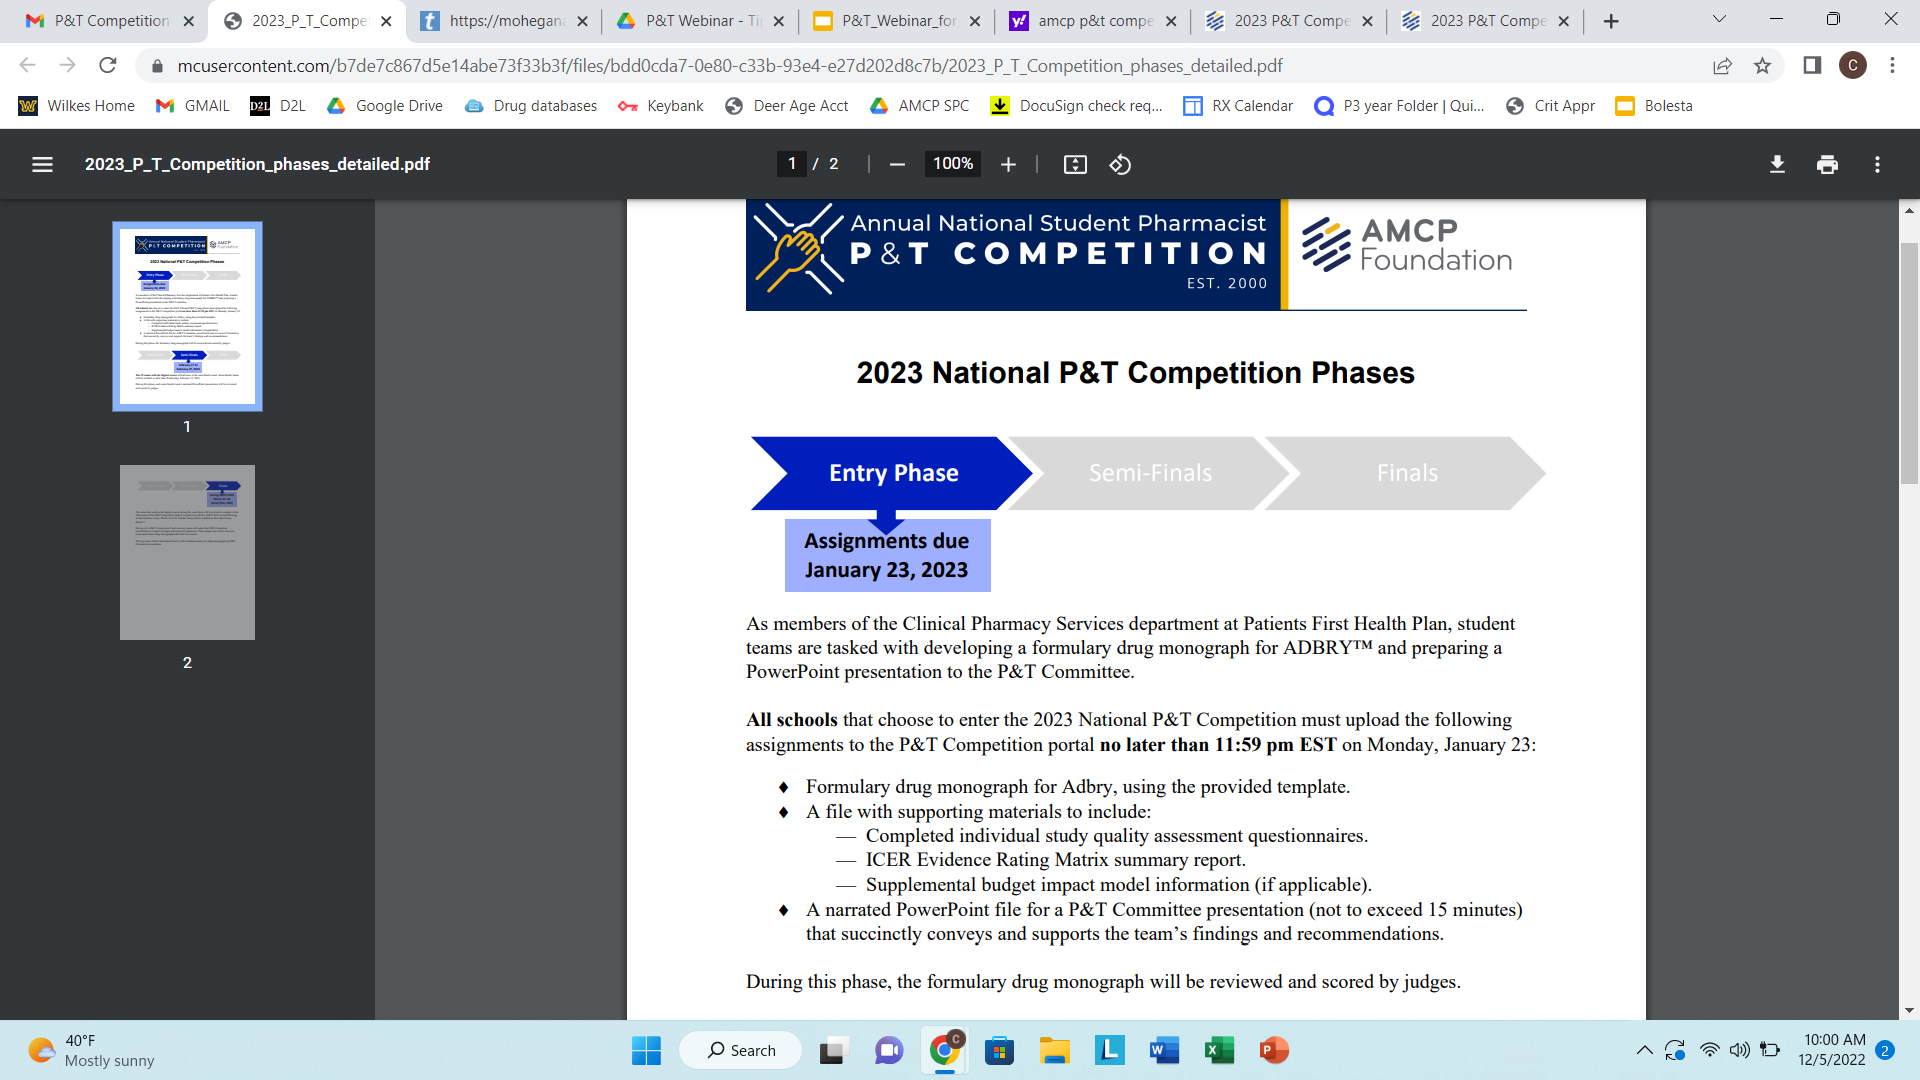 P&T Competition
2023_P_T_Compe
https://mohegan
P&T Webinar - Ti
P&T_Webinar_for
amcp p&t compe
2023 P&T Compe
2023 P&T Compe
mcusercontent.com/b7de7c867d5e14abe73f33b3f/files/bdd0cda7-0e80-c33b-93e4-e27d202d8c7b/2023_P_T_Competition_phases_detailed.pdf
C
Wilkes Home
GMAIL
D2L
D2L
Google Drive
Drug databases
Keybank
Deer Age Acct
AMCP SPC
DocuSign check req...
RX Calendar
P3 year Folder | Qui...
Crit Appr
Bolesta
2023_P_T_Competition_phases_detailed.pdf
1 / 2
100%
1
2
Annual National Student Pharmacist
P&T COMPETITION
EST. 2000
AMCP
Foundation
2023 National P&T Competition Phases
Entry Phase
Semi-Finals
Finals
Assignments due
January 23, 2023
As members of the Clinical Pharmacy Services department at Patients First Health Plan, student
teams are tasked with developing a formulary drug monograph for ADBRY™ and preparing a
PowerPoint presentation to the P&T Committee.
All schools that choose to enter the 2023 National P&T Competition must upload the following
assignments to the P&T Competition portal no later than 11:59 pm EST on Monday, January 23:
♦ Formulary drug monograph for Adbry, using the provided template.
♦ A file with supporting materials to include:
— Completed individual study quality assessment questionnaires.
— ICER Evidence Rating Matrix summary report.
— Supplemental budget impact model information (if applicable).
♦ A narrated PowerPoint file for a P&T Committee presentation (not to exceed 15 minutes)
that succinctly conveys and supports the team’s findings and recommendations.
During this phase, the formulary drug monograph will be reviewed and scored by judges.
40°F
Mostly sunny
Search
10:00 AM
12/5/2022
2